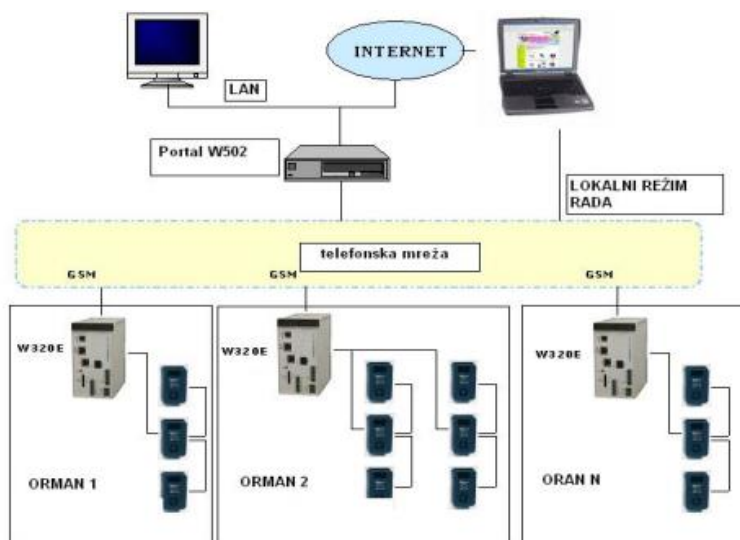 INTERNET
LAN
Portal W502
LOKALNI REŽIM
RADA
telefonska mreža
GSM
GSM
GSM
W320E
W320E
W320E
ORMAN 1
ORMAN 2
ORAN N